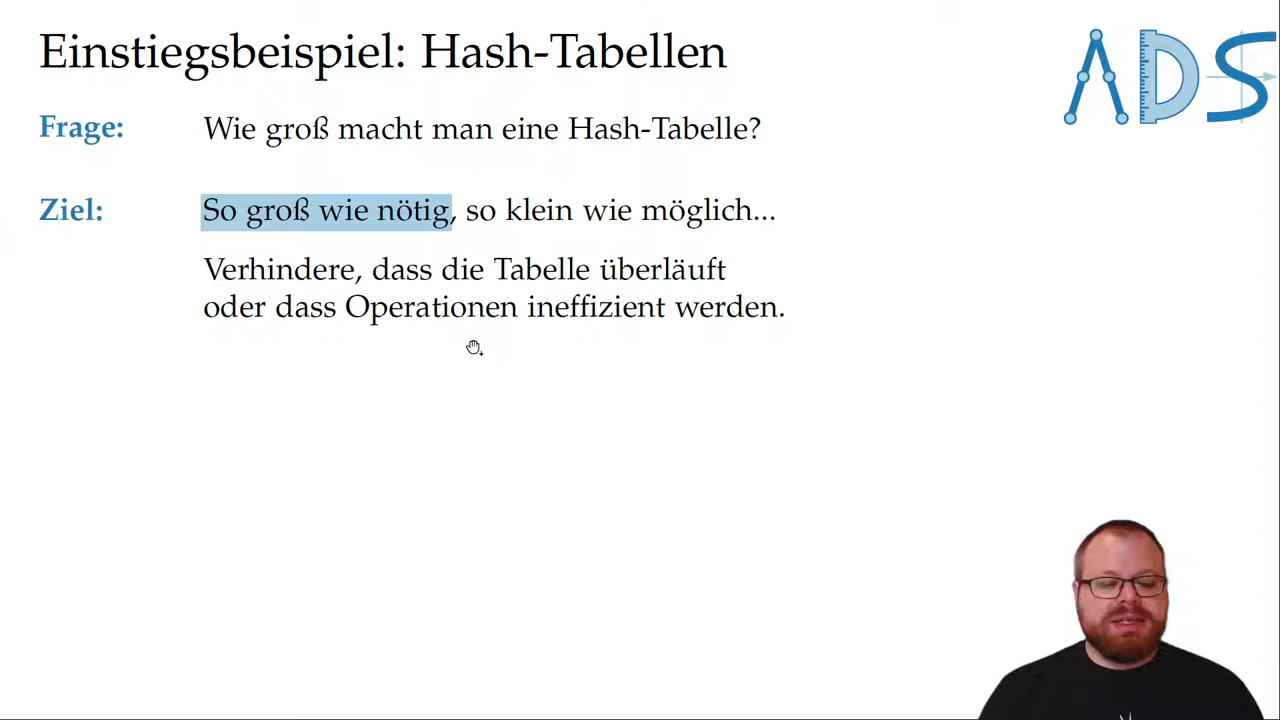 Einstiegsbeispiel: Hash-Tabellen
ADS
Frage: Wie groß macht man eine Hash-Tabelle?
Ziel: So groß wie nötig, so klein wie möglich...
Verhindere, dass die Tabelle überläuft
oder dass Operationen ineffizient werden.